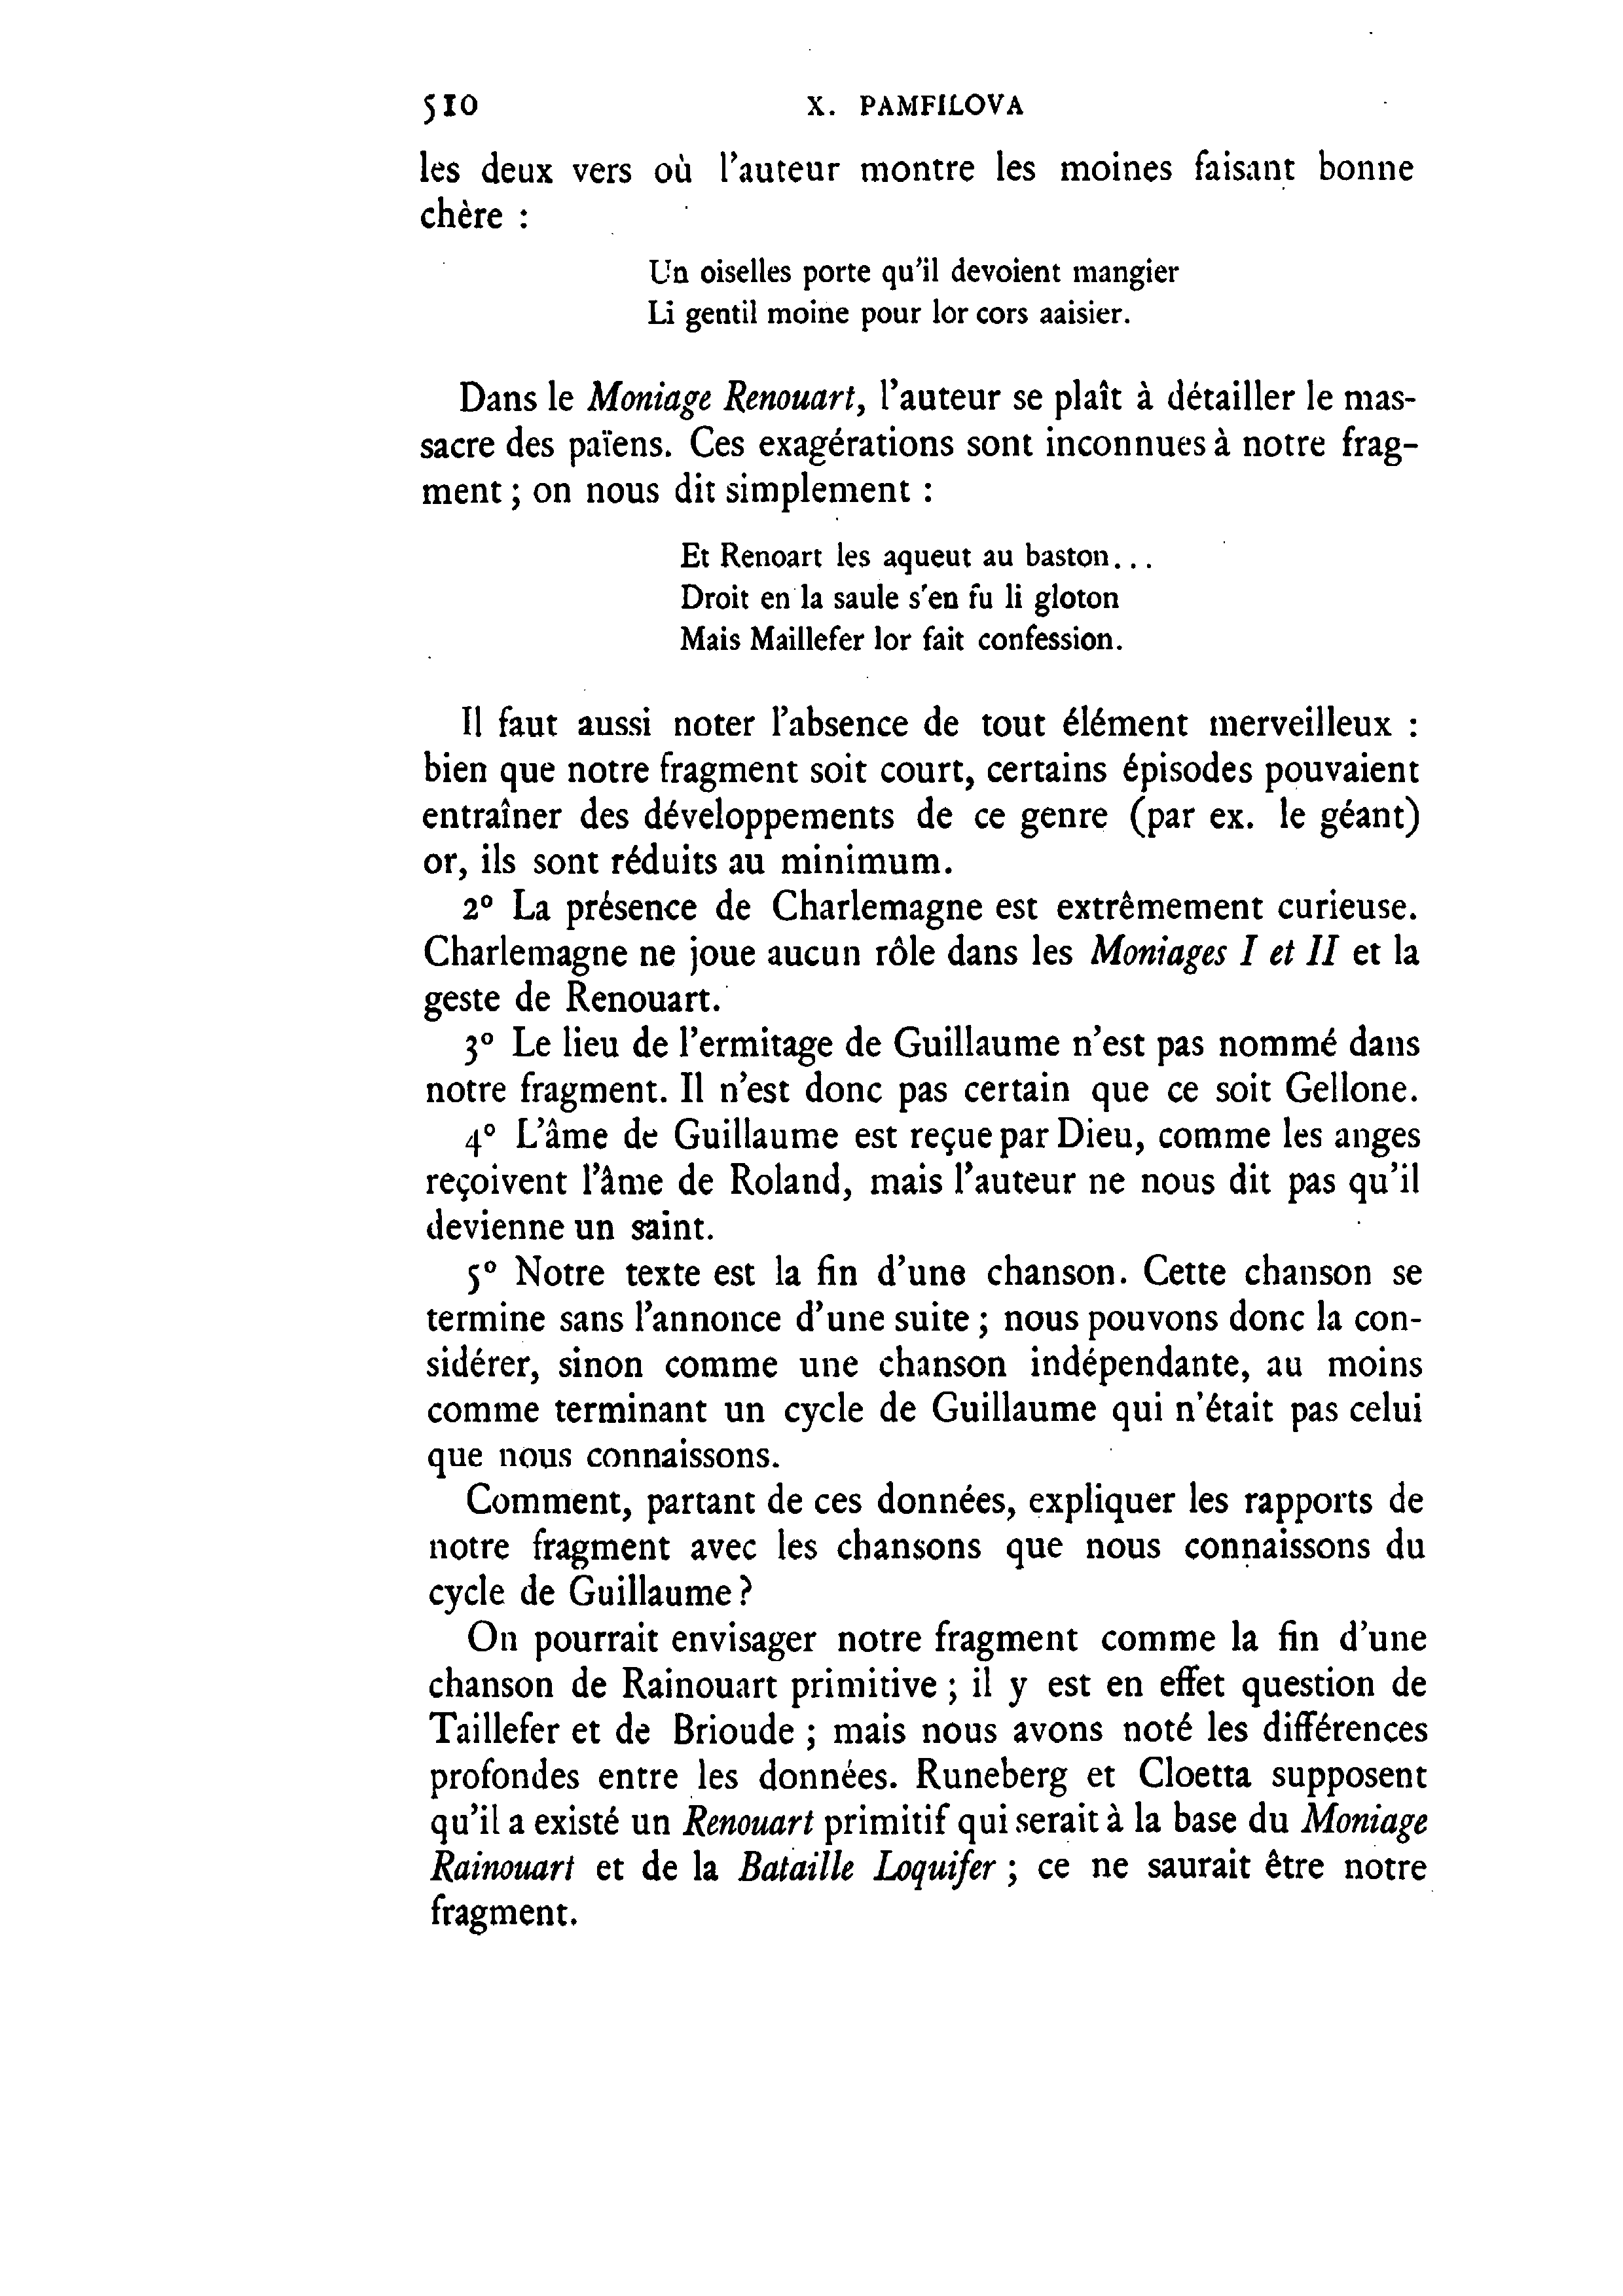 510 X. PAMFILOVA
les deux vers où l'auteur montre les moines faisant bonne
chère :
Un oiselles porte qu'il devoient mangier
Li gentil moine pour lor cors aaisier.
Dans le Moniage Renouart, l'auteur se plaît à détailler le mas-
sacre des païens. Ces exagérations sont inconnues à notre frag-
ment ; on nous dit simplement :
Et Renoart les aqueut au baston...
Droit en la saule s'en fu li gloton
Mais Maillefer lor fait confession.
Il faut aussi noter l'absence de tout élément merveilleux :
bien que notre fragment soit court, certains épisodes pouvaient
entraîner des développements de ce genre (par ex. le géant)
or, ils sont réduits au minimum.
2° La présence de Charlemagne est extrêmement curieuse.
Charlemagne ne joue aucun rôle dans les Moniages I et II et la
geste de Renouart.
3° Le lieu de l'ermitage de Guillaume n'est pas nommé dans
notre fragment. Il n'est donc pas certain que ce soit Gellone.
4° L'âme de Guillaume est reçue par Dieu, comme les anges
reçoivent l'âme de Roland, mais l'auteur ne nous dit pas qu'il
devienne un saint.
5° Notre texte est la fin d'une chanson. Cette chanson se
termine sans l'annonce d'une suite ; nous pouvons donc la con-
sidérer, sinon comme une chanson indépendante, au moins
comme terminant un cycle de Guillaume qui n'était pas celui
que nous connaissons.
Comment, partant de ces données, expliquer les rapports de
notre fragment avec les chansons que nous connaissons du
cycle de Guillaume ?
On pourrait envisager notre fragment comme la fin d'une
chanson de Rainouart primitive ; il y est en effet question de
Taillefer et de Brioude ; mais nous avons noté les différences
profondes entre les données. Runeberg et Cloetta supposent
qu'il a existé un Renouart primitif qui serait à la base du Moniage
Rainouart et de la Bataille Loquifer ; ce ne saurait être notre
fragment.